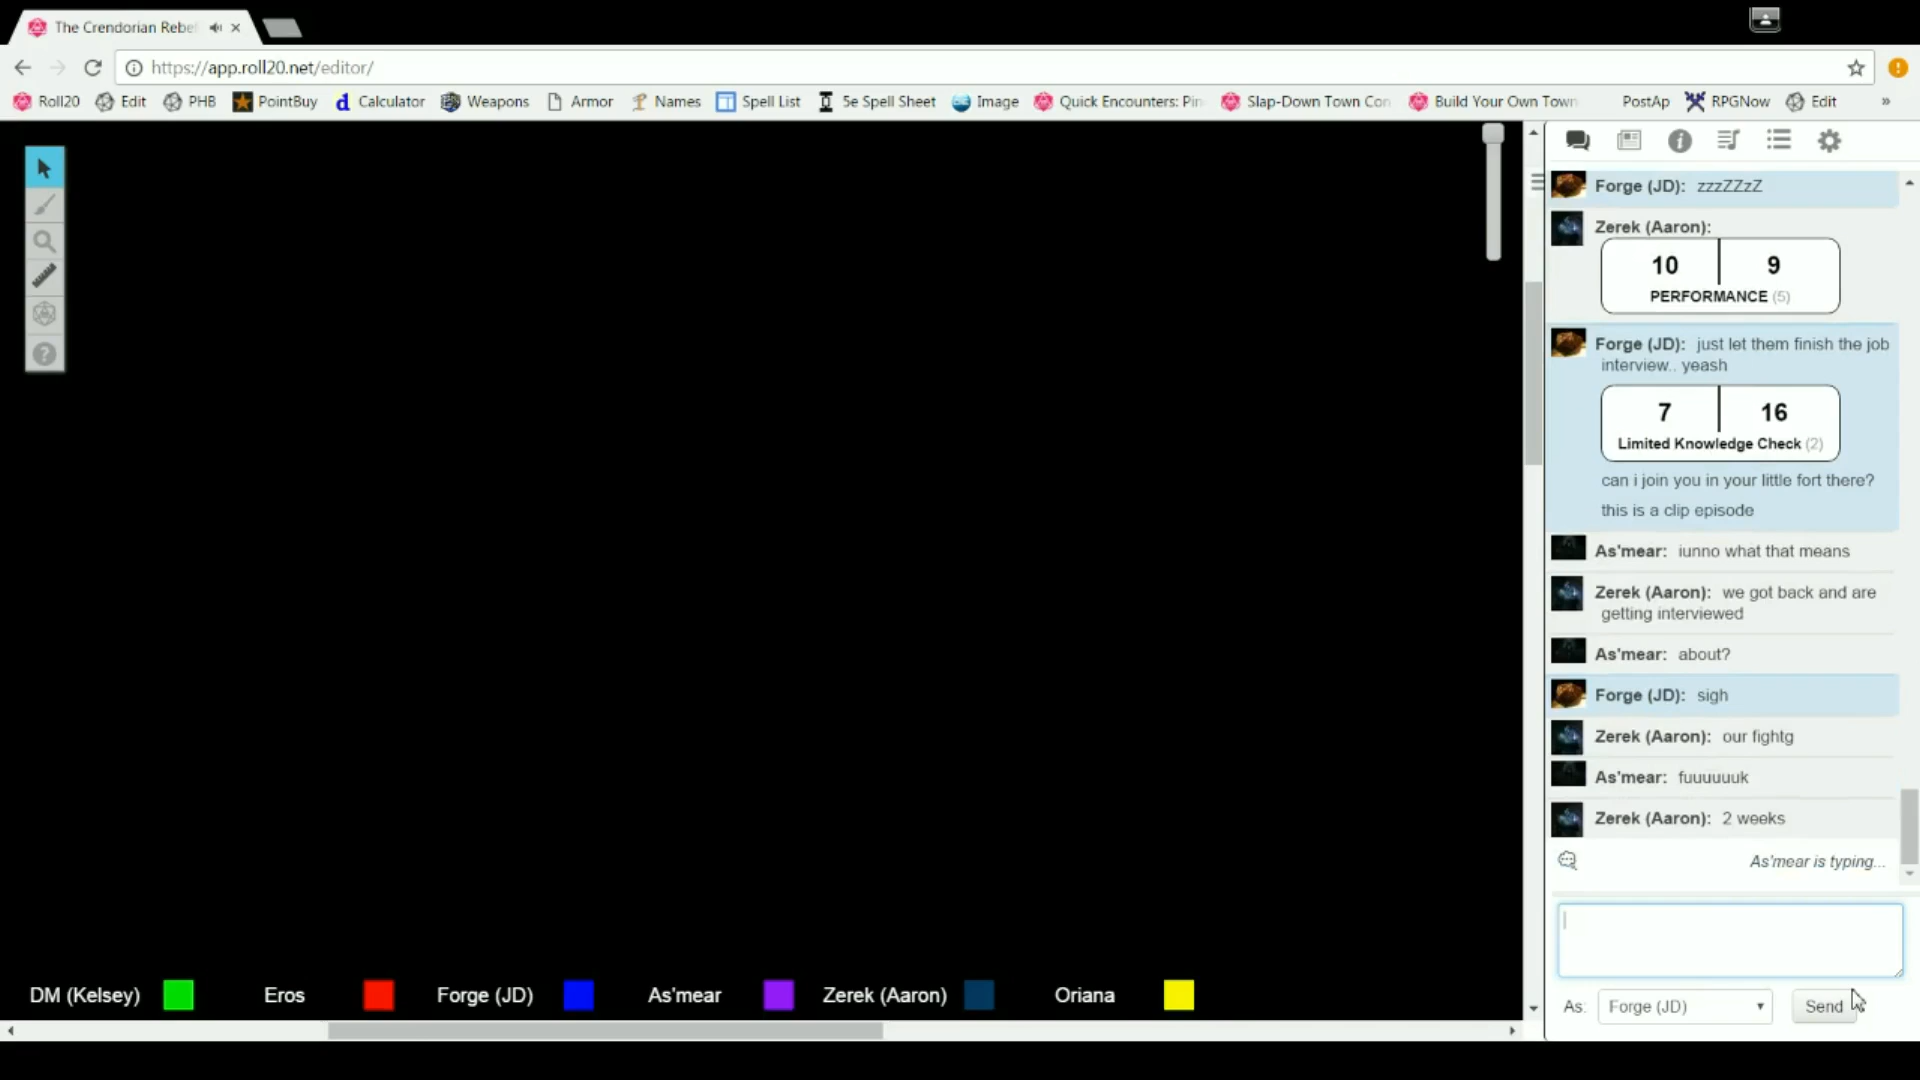 The Crendorian Rebel
https://app.roll20.net/editor/
Roll20 Edit PHB PointBuy Calculator Weapons Armor Names Spell List 5e Spell Sheet Image Quick Encounters: Pin Slap-Down Town Con Build Your Own Town PostAp RPGNow Edit »
Forge (JD): zzzZZzZ
Zerek (Aaron):
10 9
PERFORMANCE (5)
Forge (JD): just let them finish the job
interview.. yeash
7 16
Limited Knowledge Check (2)
can i join you in your little fort there?
this is a clip episode
As'mear: iunno what that means
Zerek (Aaron): we got back and are
getting interviewed
As'mear: about?
Forge (JD): sigh
Zerek (Aaron): our fightg
As'mear: fuuuuuuk
Zerek (Aaron): 2 weeks
As'mear is typing...
As: Forge (JD) Send
DM (Kelsey) Eros Forge (JD) As'mear Zerek (Aaron) Oriana